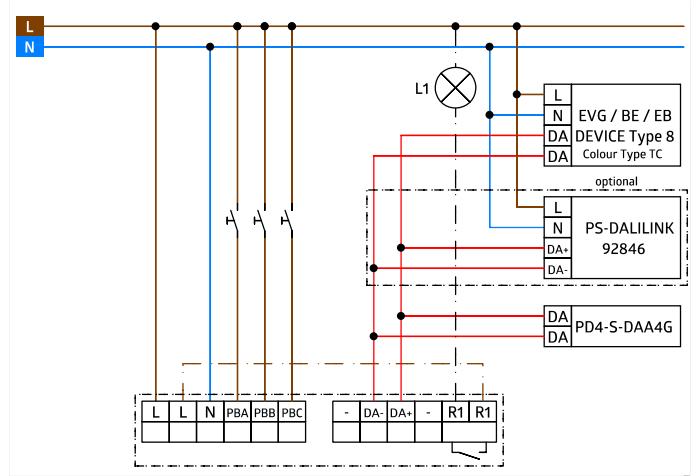 L
N
L1
L
N
DA
DA
EVG / BE / EB
DEVICE Type 8
Colour Type TC
optional
L
N
DA+
DA-
PS-DALILINK
92846
DA
DA
PD4-S-DAA4G
L L N PBA PBB PBC - DA- DA+ - R1 R1